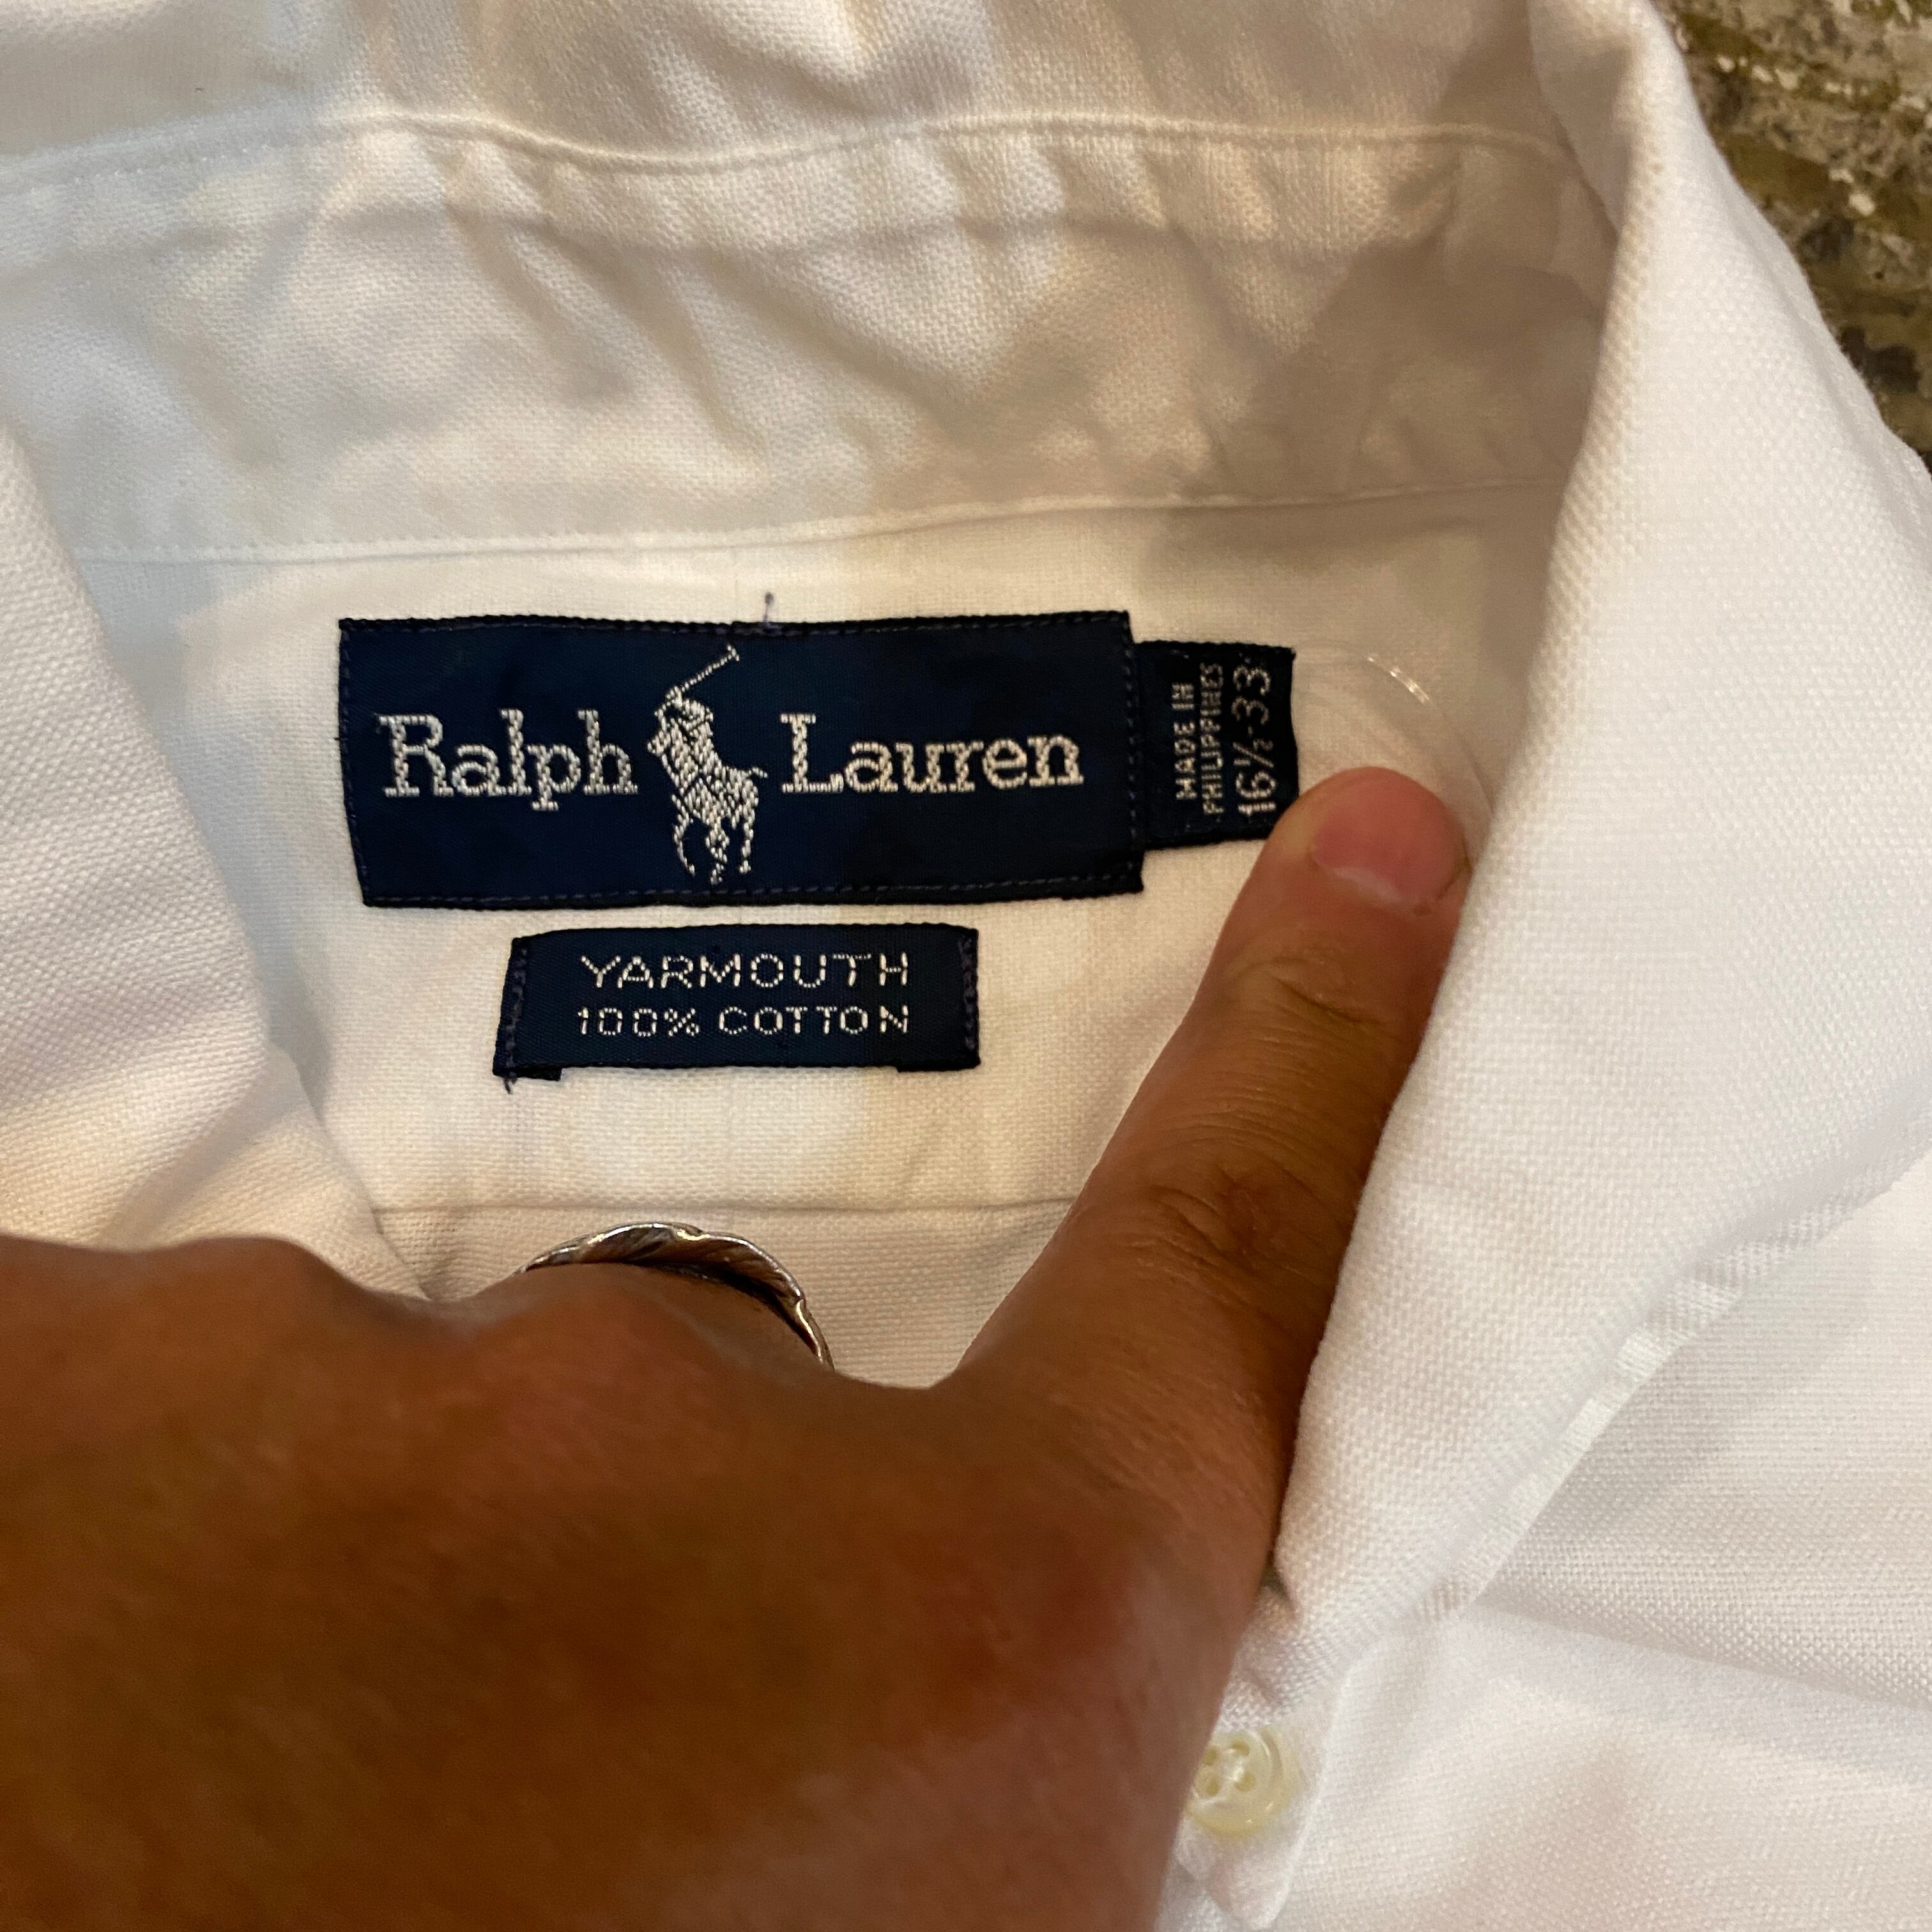 Ralph Lauren
MADE IN
PHILIPPINES
16½-33
YARMOUTH
100% COTTON